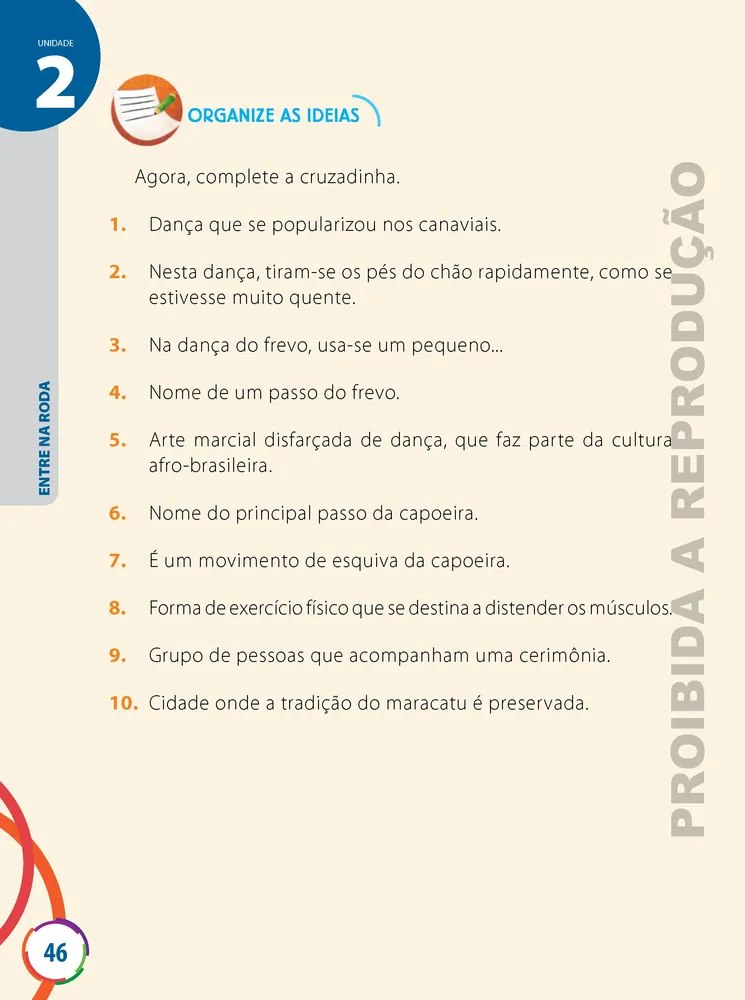 UNIDADE
2
ORGANIZE AS IDEIAS
Agora, complete a cruzadinha.
1. Dança que se popularizou nos canaviais.
2. Nesta dança, tiram-se os pés do chão rapidamente, como se
estivesse muito quente.
3. Na dança do frevo, usa-se um pequeno...
4. Nome de um passo do frevo.
5. Arte marcial disfarçada de dança, que faz parte da cultura
afro-brasileira.
6. Nome do principal passo da capoeira.
7. É um movimento de esquiva da capoeira.
8. Forma de exercício físico que se destina a distender os músculos.
9. Grupo de pessoas que acompanham uma cerimônia.
10. Cidade onde a tradição do maracatu é preservada.
ENTRE NA RODA
PROIBIDA A REPRODUÇÃO
46